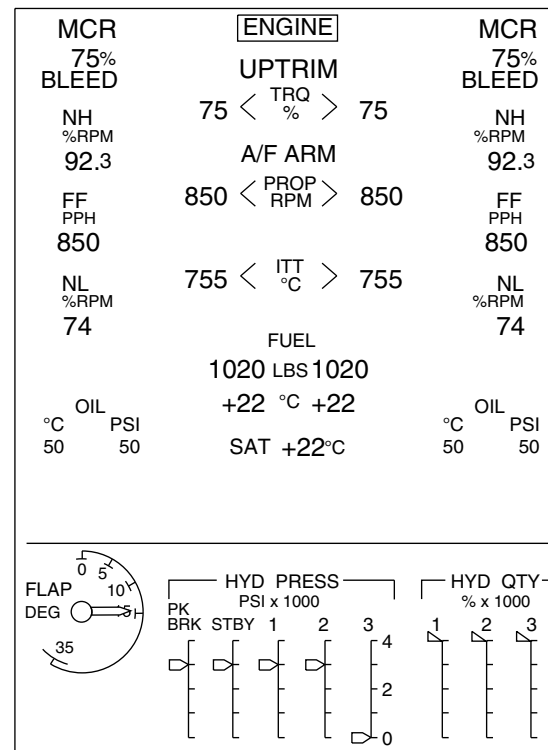 MCR
75%
BLEED
NH
%RPM
92.3
FF
PPH
850
NL
%RPM
74
OIL
°C PSI
50 50
ENGINE
UPTRIM
75 < TRQ % > 75
A/F ARM
850 < PROP RPM > 850
755 < ITT °C > 755
FUEL
1020 LBS 1020
+22 °C +22
SAT +22°C
MCR
75%
BLEED
NH
%RPM
92.3
FF
PPH
850
NL
%RPM
74
OIL
°C PSI
50 50
FLAP
DEG
0
5
10
15
35
HYD PRESS
PSI x 1000
PK BRK STBY 1 2 3
4
2
0
HYD QTY
% x 1000
1 2 3